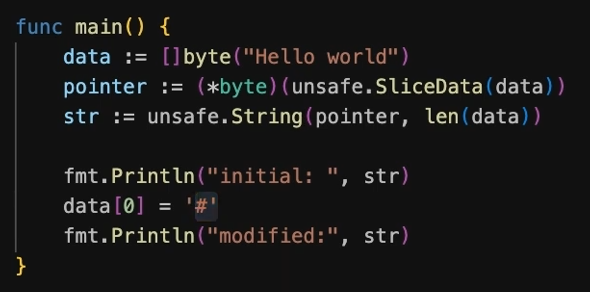 func main() {
    data := []byte("Hello world")
    pointer := (*byte)(unsafe.SliceData(data))
    str := unsafe.String(pointer, len(data))

    fmt.Println("initial: ", str)
    data[0] = '#'
    fmt.Println("modified:", str)
}